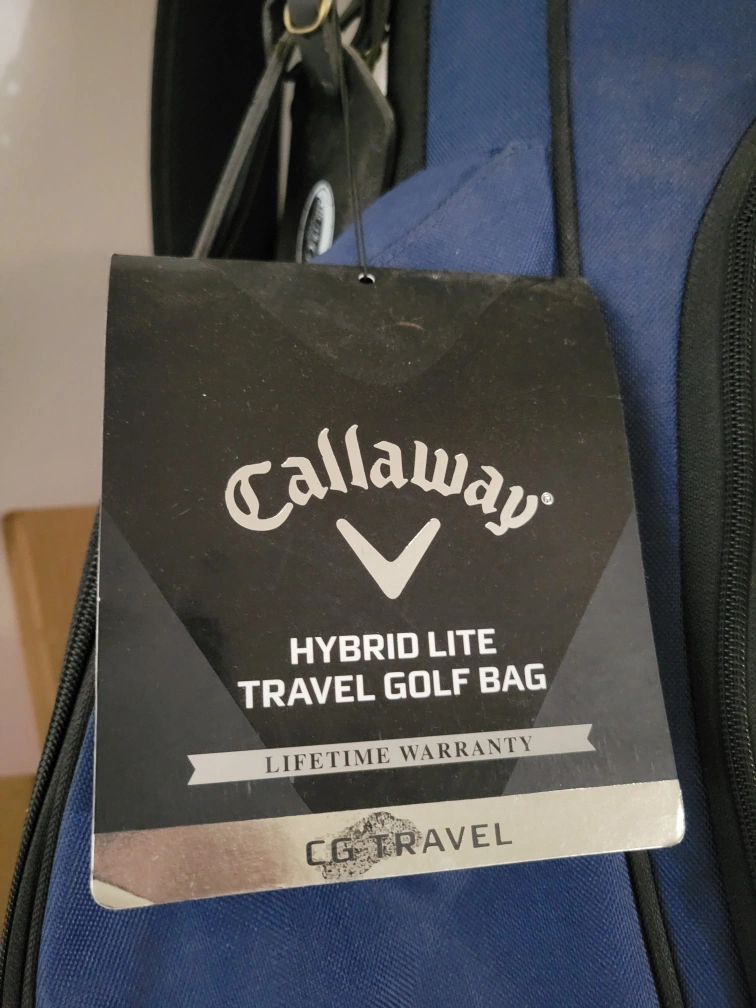 Callaway®
HYBRID LITE
TRAVEL GOLF BAG
LIFETIME WARRANTY
CG TRAVEL